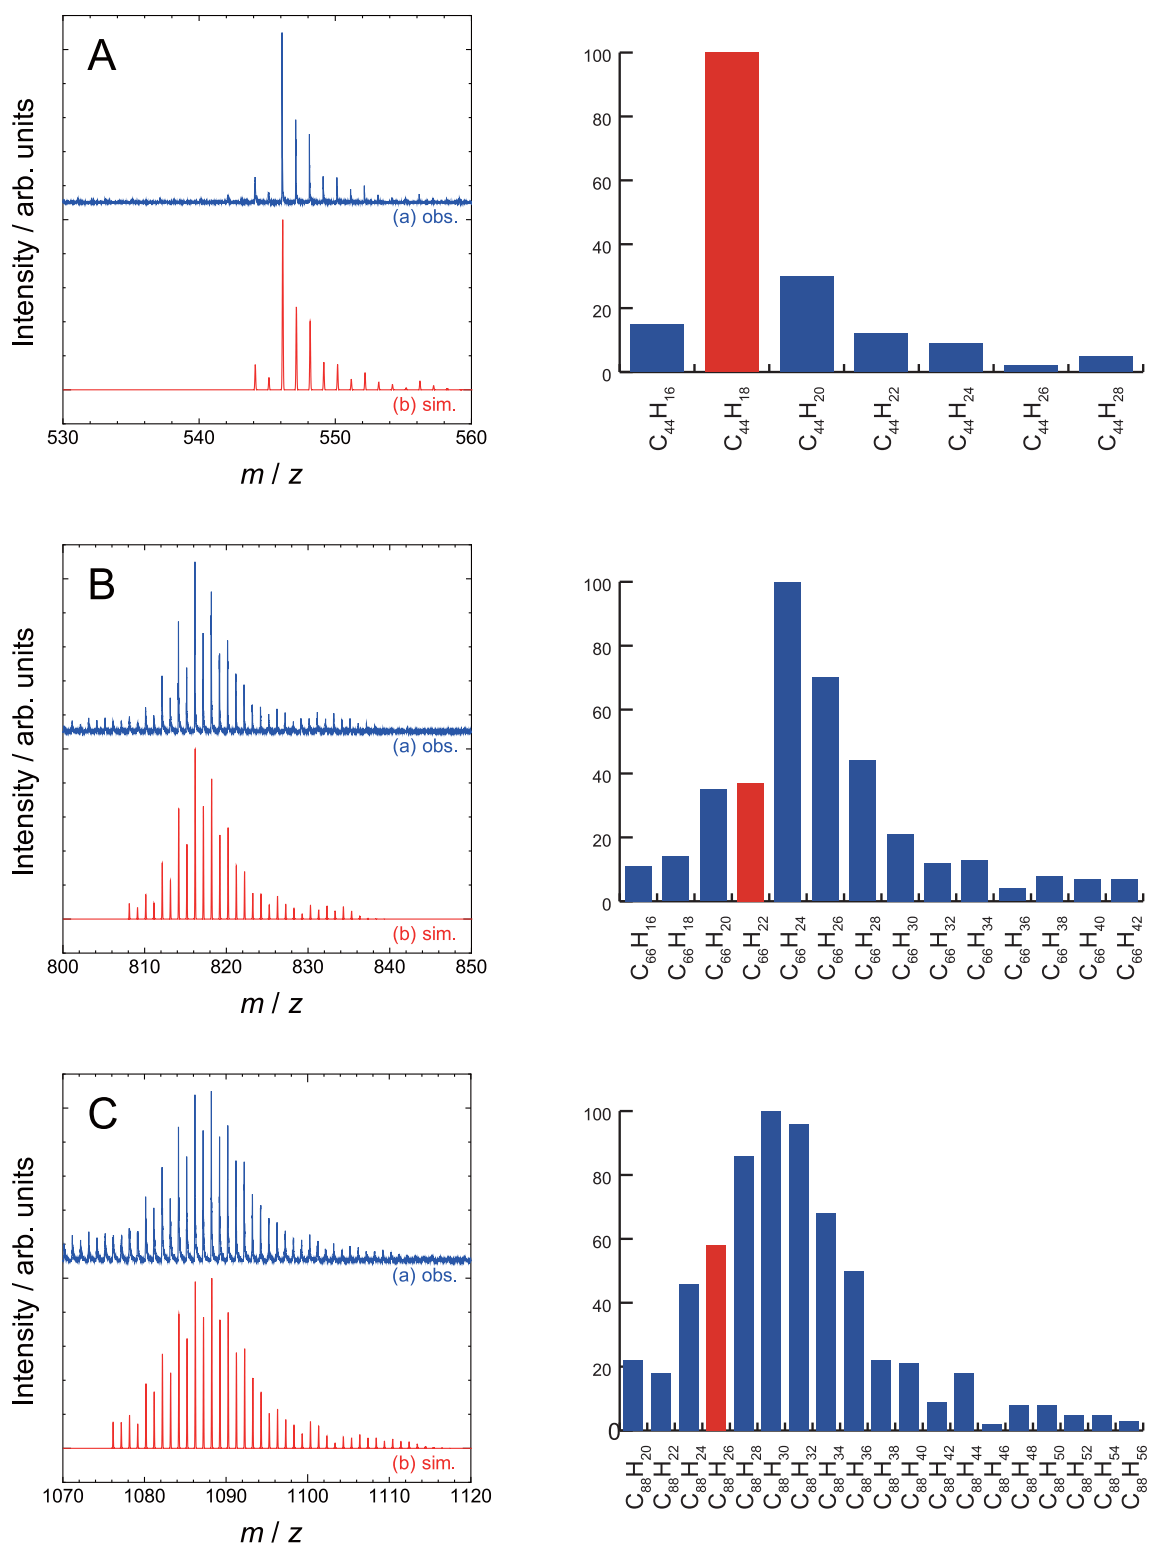 A
Intensity / arb. units
(a) obs.
(b) sim.
530 540 550 560
m / z
100
80
60
40
20
0
C44H16 C44H18 C44H20 C44H22 C44H24 C44H26 C44H28
B
Intensity / arb. units
(a) obs.
(b) sim.
800 810 820 830 840 850
m / z
100
80
60
40
20
0
C66H16 C66H18 C66H20 C66H22 C66H24 C66H26 C66H28 C66H30 C66H32 C66H34 C66H36 C66H38 C66H40 C66H42
C
Intensity / arb. units
(a) obs.
(b) sim.
1070 1080 1090 1100 1110 1120
m / z
100
80
60
40
20
0
C88H20 C88H22 C88H24 C88H26 C88H28 C88H30 C88H32 C88H34 C88H36 C88H38 C88H40 C88H42 C88H44 C88H46 C88H48 C88H50 C88H52 C88H54 C88H56